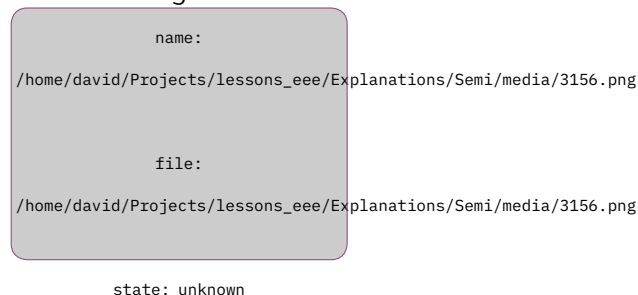 name:
/home/david/Projects/lessons_eee/Explanations/Semi/media/3156.png
file:
/home/david/Projects/lessons_eee/Explanations/Semi/media/3156.png
state: unknown